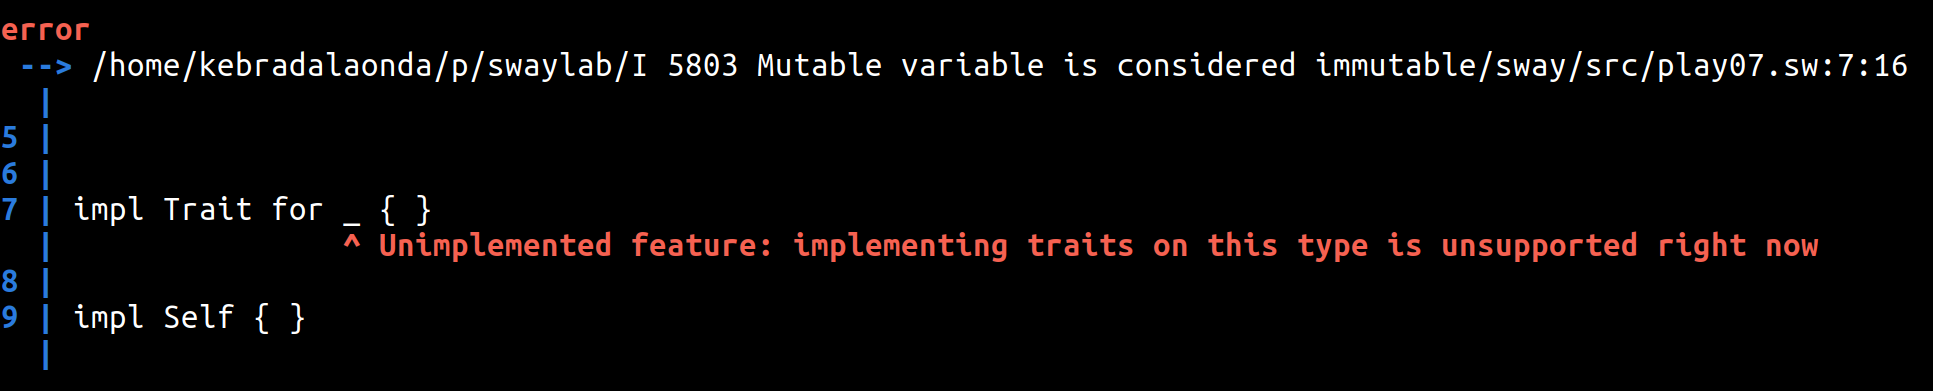 error
 --> /home/kebradalaonda/p/swaylab/I 5803 Mutable variable is considered immutable/sway/src/play07.sw:7:16
  |
5 |
6 |
7 | impl Trait for _ { }
  |                ^ Unimplemented feature: implementing traits on this type is unsupported right now
8 |
9 | impl Self { }
  |